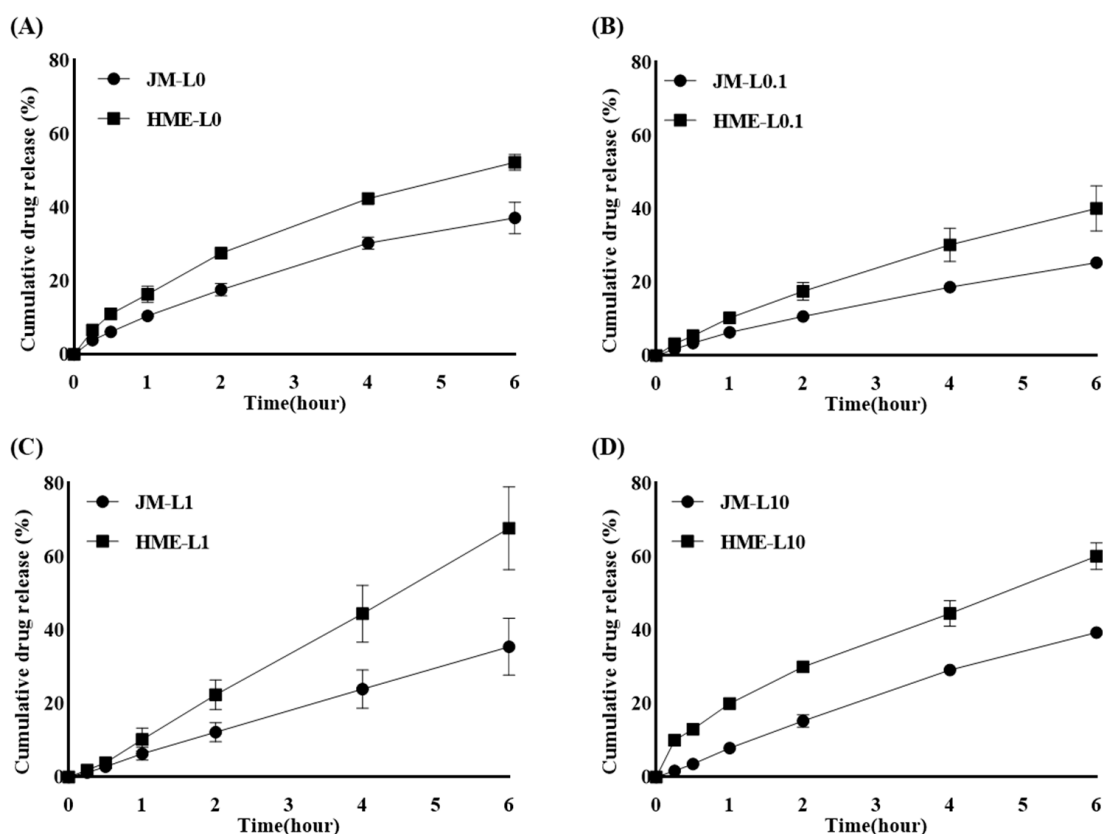 (A)
Cumulative drug release (%)
80
60
40
20
0
JM-L0
HME-L0
0 1 2 3 4 5 6
Time(hour)
(B)
Cumulative drug release (%)
80
60
40
20
0
JM-L0.1
HME-L0.1
0 1 2 3 4 5 6
Time(hour)
(C)
Cumulative drug release (%)
80
60
40
20
0
JM-L1
HME-L1
0 1 2 3 4 5 6
Time(hour)
(D)
Cumulative drug release (%)
80
60
40
20
0
JM-L10
HME-L10
0 1 2 3 4 5 6
Time(hour)